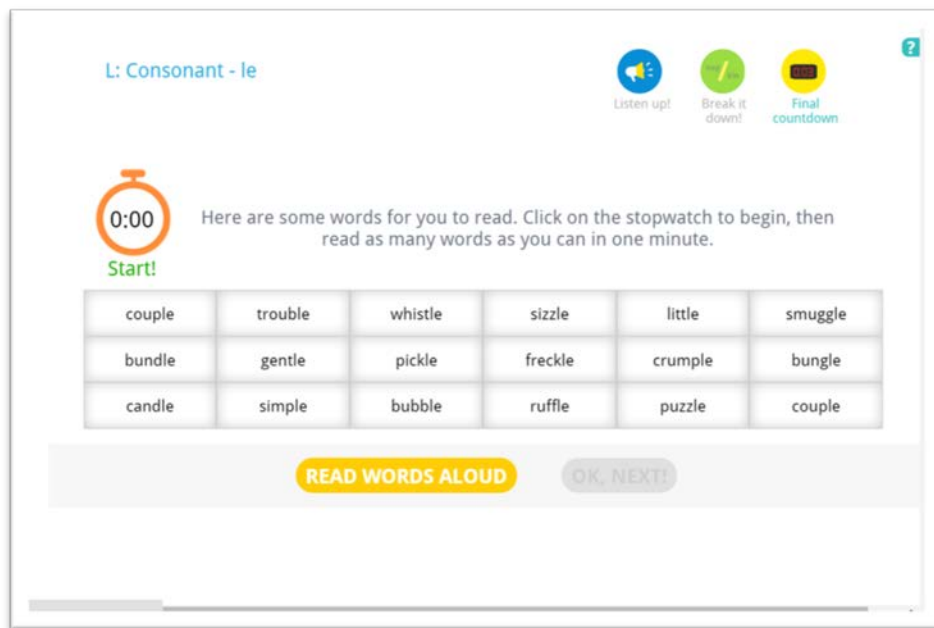 ?
L: Consonant - le
Listen up!
Break it
down!
Final
countdown
0:00
Start!
Here are some words for you to read. Click on the stopwatch to begin, then
read as many words as you can in one minute.
couple trouble whistle sizzle little smuggle
bundle gentle pickle freckle crumple bungle
candle simple bubble ruffle puzzle couple
READ WORDS ALOUD
OK, NEXT!